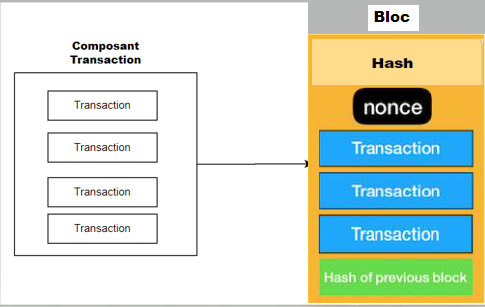 Composant
Transaction
Transaction
Transaction
Transaction
Transaction
Bloc
Hash
nonce
Transaction
Transaction
Transaction
Hash of previous block